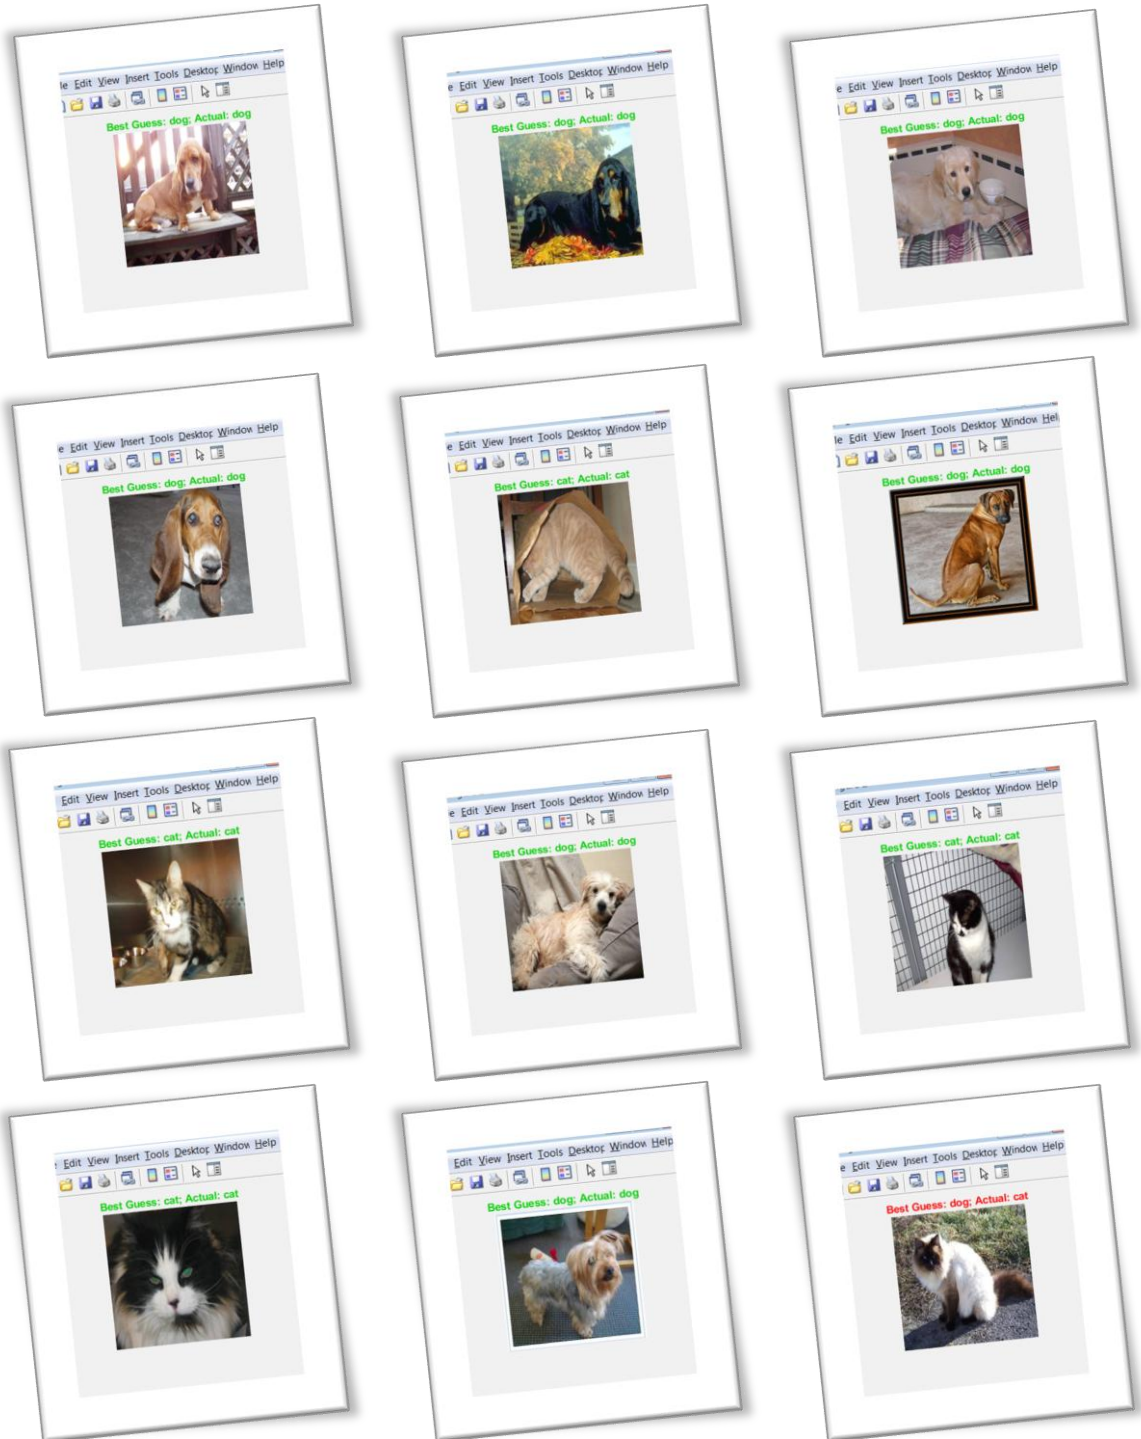 le Edit View Insert Tools Desktop Window Help
Best Guess: dog; Actual: dog
e Edit View Insert Tools Desktop Window Help
Best Guess: dog; Actual: dog
e Edit View Insert Tools Desktop Window Help
Best Guess: dog; Actual: dog
e Edit View Insert Tools Desktop Window Help
Best Guess: dog; Actual: dog
e Edit View Insert Tools Desktop Window Help
Best Guess: cat; Actual: cat
le Edit View Insert Tools Desktop Window Hel
Best Guess: dog; Actual: dog
Edit View Insert Tools Desktop Window Help
Best Guess: cat; Actual: cat
e Edit View Insert Tools Desktop Window Help
Best Guess: dog; Actual: dog
Edit View Insert Tools Desktop Window Help
Best Guess: cat; Actual: cat
Edit View Insert Tools Desktop Window Help
Best Guess: cat; Actual: cat
Edit View Insert Tools Desktop Window Help
Best Guess: dog; Actual: dog
e Edit View Insert Tools Desktop Window Help
Best Guess: dog; Actual: cat